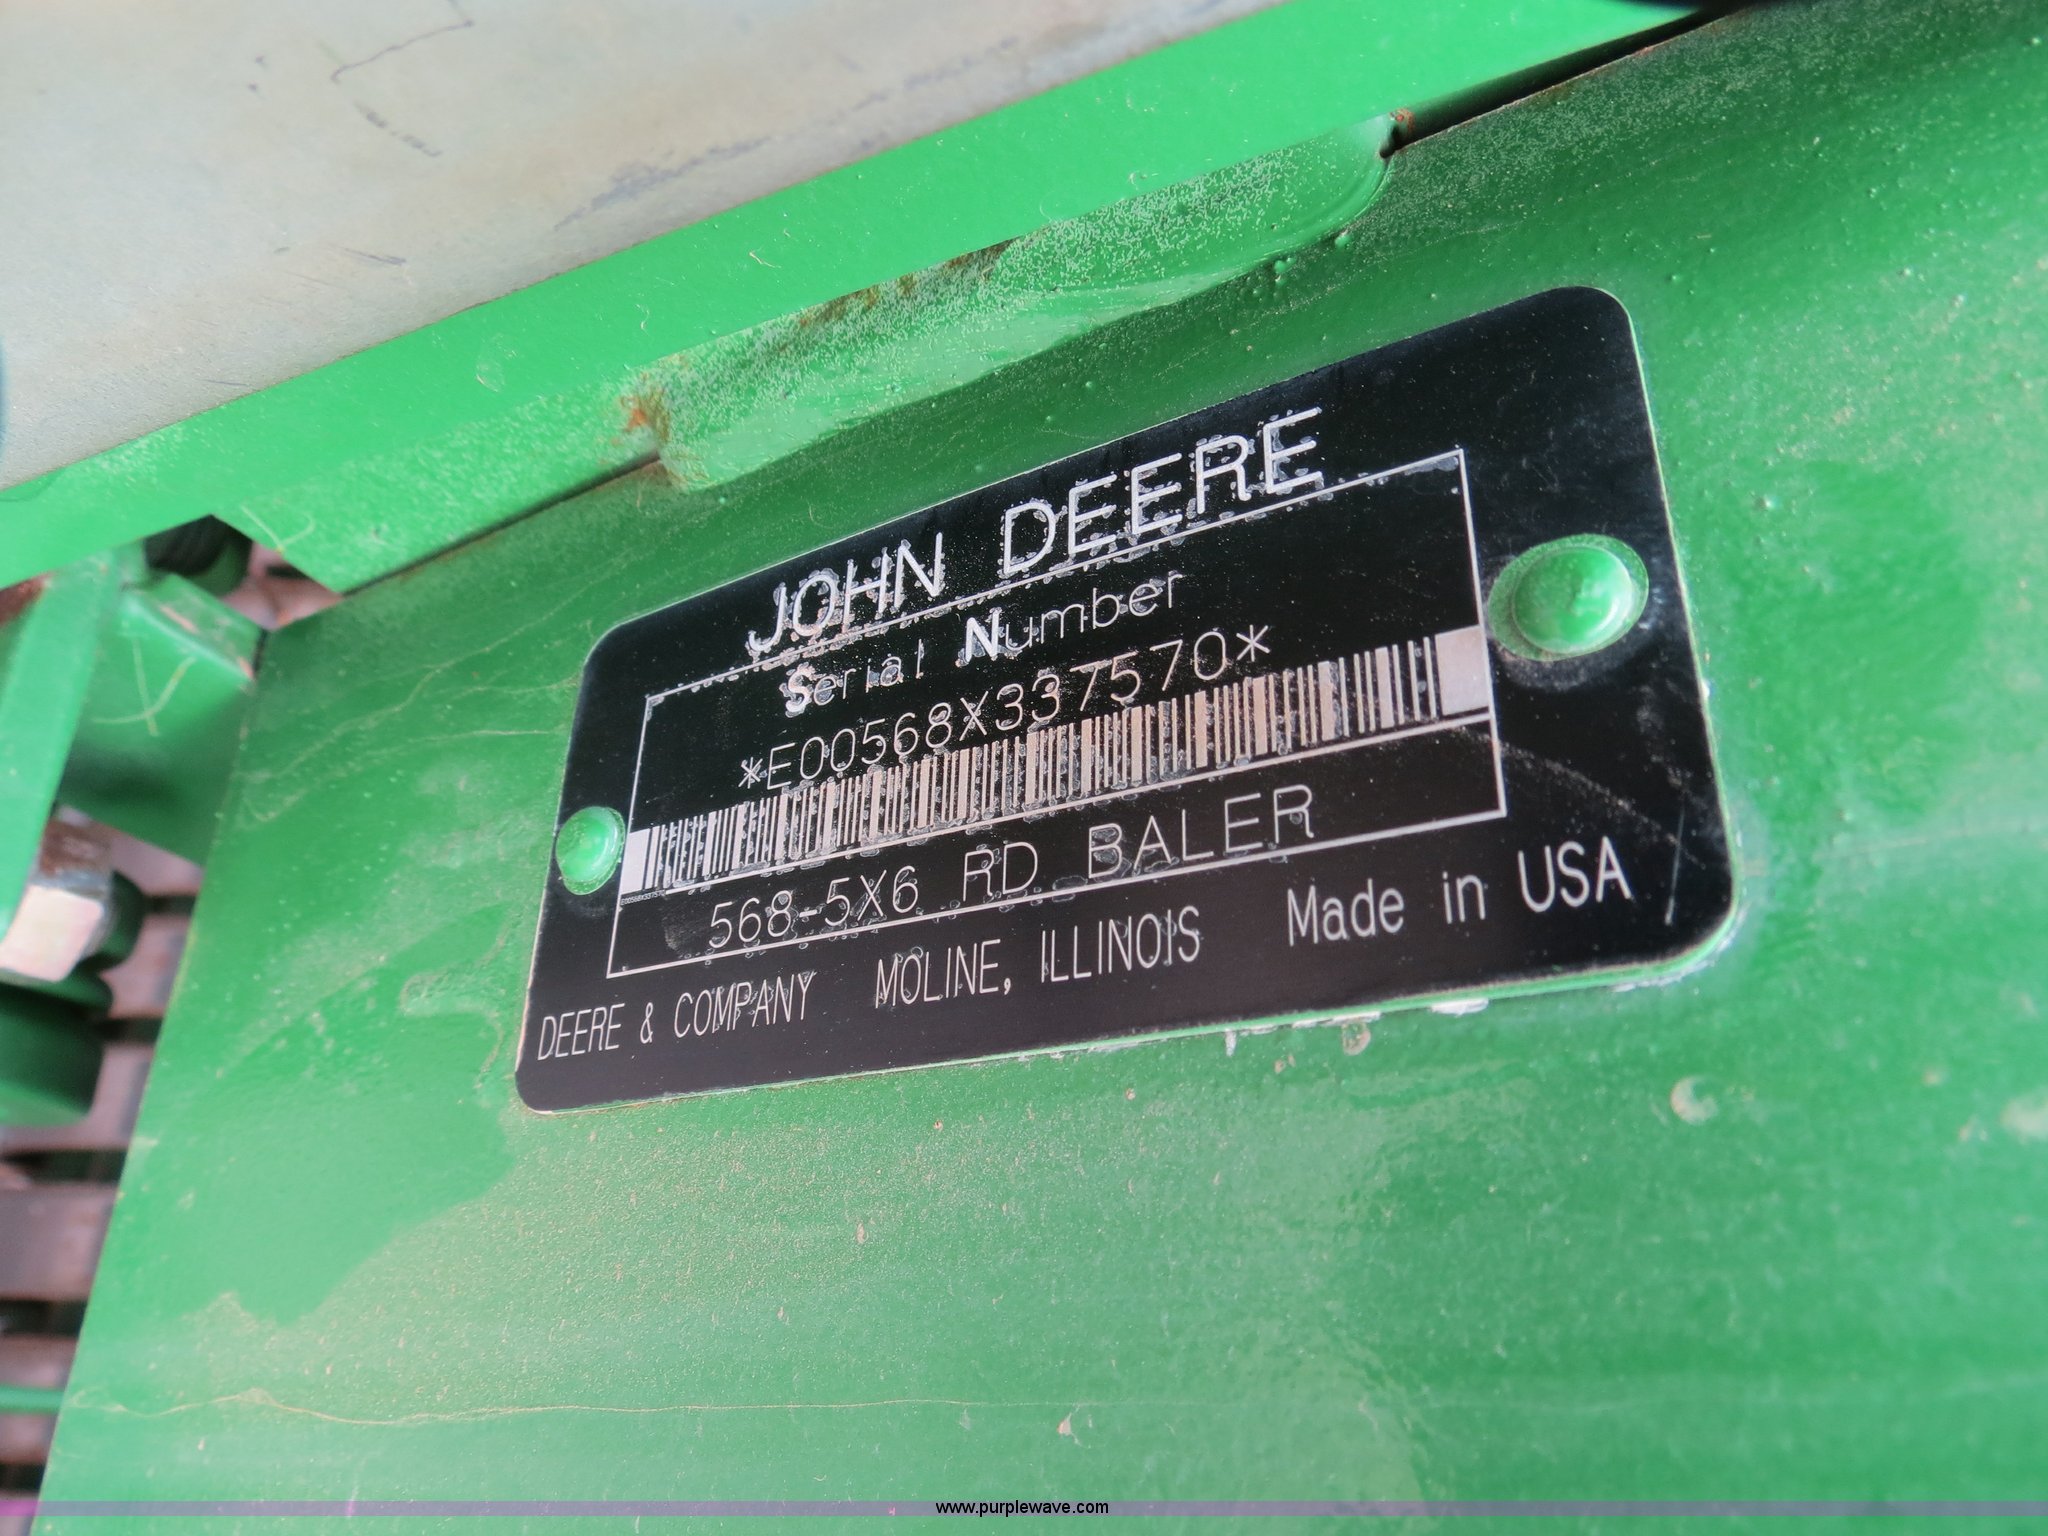 JOHN DEERE
Serial Number
*E00568X337570*
E00568X337570
568-5X6 RD BALER
DEERE & COMPANY MOLINE, ILLINOIS Made in USA
www.purplewave.com